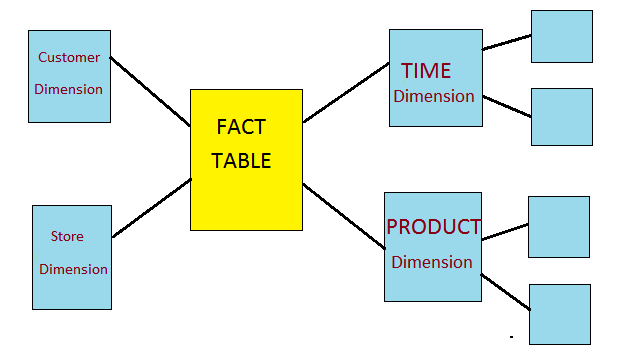 Customer
Dimension
FACT
TABLE
TIME
Dimension
Store
Dimension
PRODUCT
Dimension